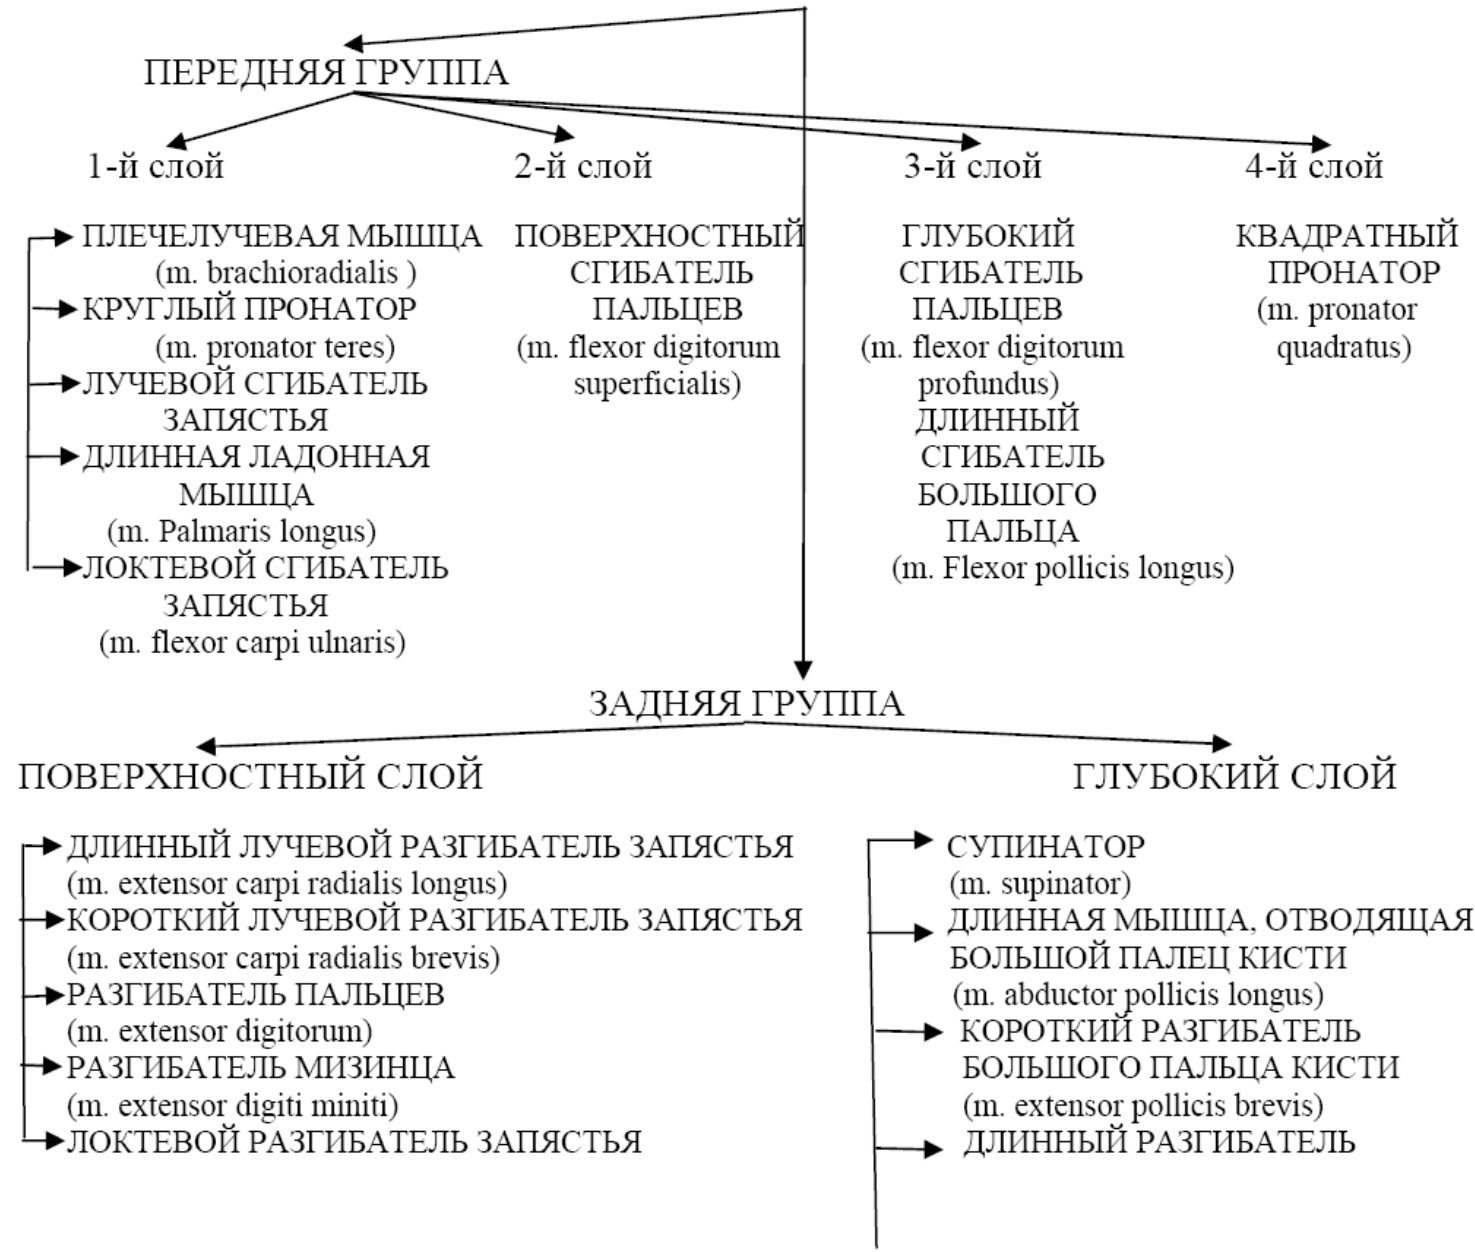 ПЕРЕДНЯЯ ГРУППА
1-й слой
ПЛЕЧЕЛУЧЕВАЯ МЫШЦА
(m. brachioradialis )
КРУГЛЫЙ ПРОНАТОР
(m. pronator teres)
ЛУЧЕВОЙ СГИБАТЕЛЬ
ЗАПЯСТЬЯ
ДЛИННАЯ ЛАДОННАЯ
МЫШЦА
(m. Palmaris longus)
ЛОКТЕВОЙ СГИБАТЕЛЬ
ЗАПЯСТЬЯ
(m. flexor carpi ulnaris)
2-й слой
ПОВЕРХНОСТНЫЙ
СГИБАТЕЛЬ
ПАЛЬЦЕВ
(m. flexor digitorum
superficialis)
3-й слой
ГЛУБОКИЙ
СГИБАТЕЛЬ
ПАЛЬЦЕВ
(m. flexor digitorum
profundus)
ДЛИННЫЙ
СГИБАТЕЛЬ
БОЛЬШОГО
ПАЛЬЦА
(m. Flexor pollicis longus)
4-й слой
КВАДРАТНЫЙ
ПРОНАТОР
(m. pronator
quadratus)
ЗАДНЯЯ ГРУППА
ПОВЕРХНОСТНЫЙ СЛОЙ
ДЛИННЫЙ ЛУЧЕВОЙ РАЗГИБАТЕЛЬ ЗАПЯСТЬЯ
(m. extensor carpi radialis longus)
КОРОТКИЙ ЛУЧЕВОЙ РАЗГИБАТЕЛЬ ЗАПЯСТЬЯ
(m. extensor carpi radialis brevis)
РАЗГИБАТЕЛЬ ПАЛЬЦЕВ
(m. extensor digitorum)
РАЗГИБАТЕЛЬ МИЗИНЦА
(m. extensor digiti miniti)
ЛОКТЕВОЙ РАЗГИБАТЕЛЬ ЗАПЯСТЬЯ
ГЛУБОКИЙ СЛОЙ
СУПИНАТОР
(m. supinator)
ДЛИННАЯ МЫШЦА, ОТВОДЯЩАЯ
БОЛЬШОЙ ПАЛЕЦ КИСТИ
(m. abductor pollicis longus)
КОРОТКИЙ РАЗГИБАТЕЛЬ
БОЛЬШОГО ПАЛЬЦА КИСТИ
(m. extensor pollicis brevis)
ДЛИННЫЙ РАЗГИБАТЕЛЬ